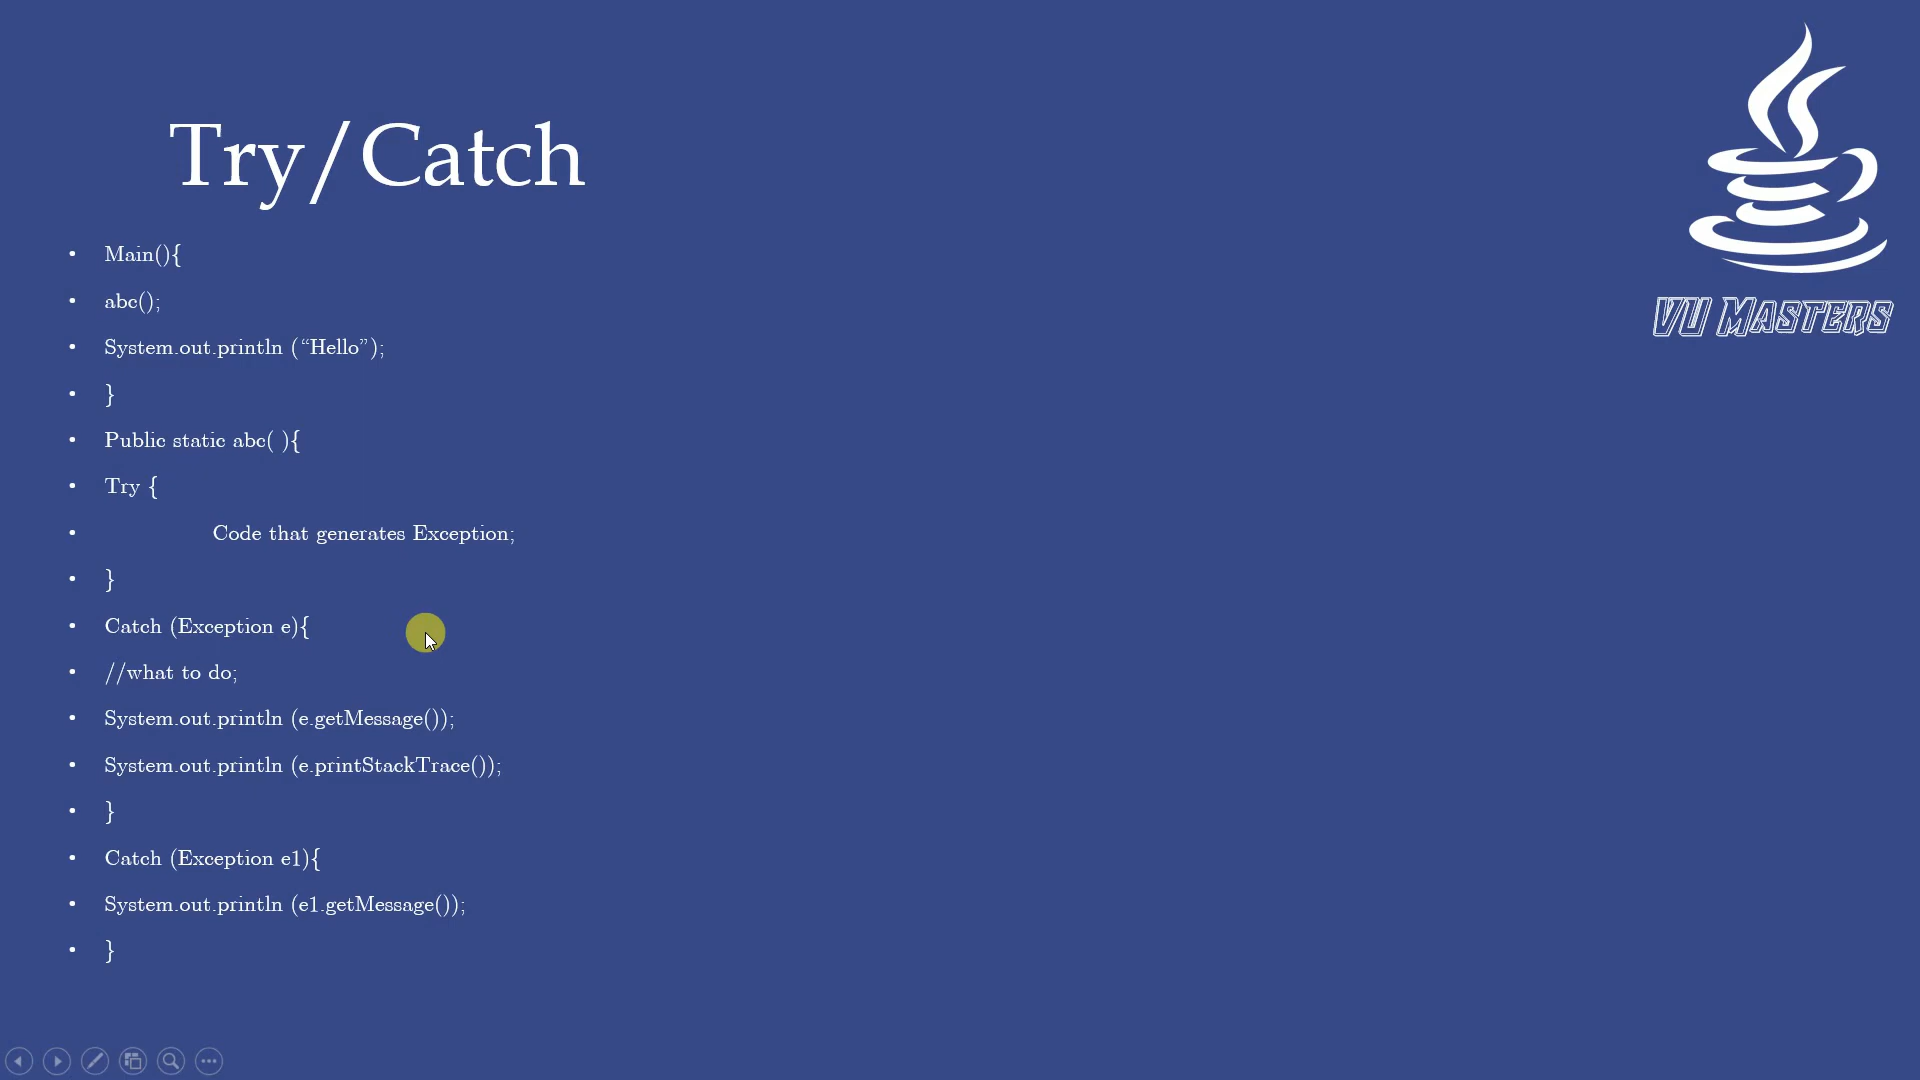 Try/Catch
VU Masters
• Main(){
• abc();
• System.out.println (“Hello”);
• }
• Public static abc( ){
• Try {
• Code that generates Exception;
• }
• Catch (Exception e){
• //what to do;
• System.out.println (e.getMessage());
• System.out.println (e.printStackTrace());
• }
• Catch (Exception e1){
• System.out.println (e1.getMessage());
• }